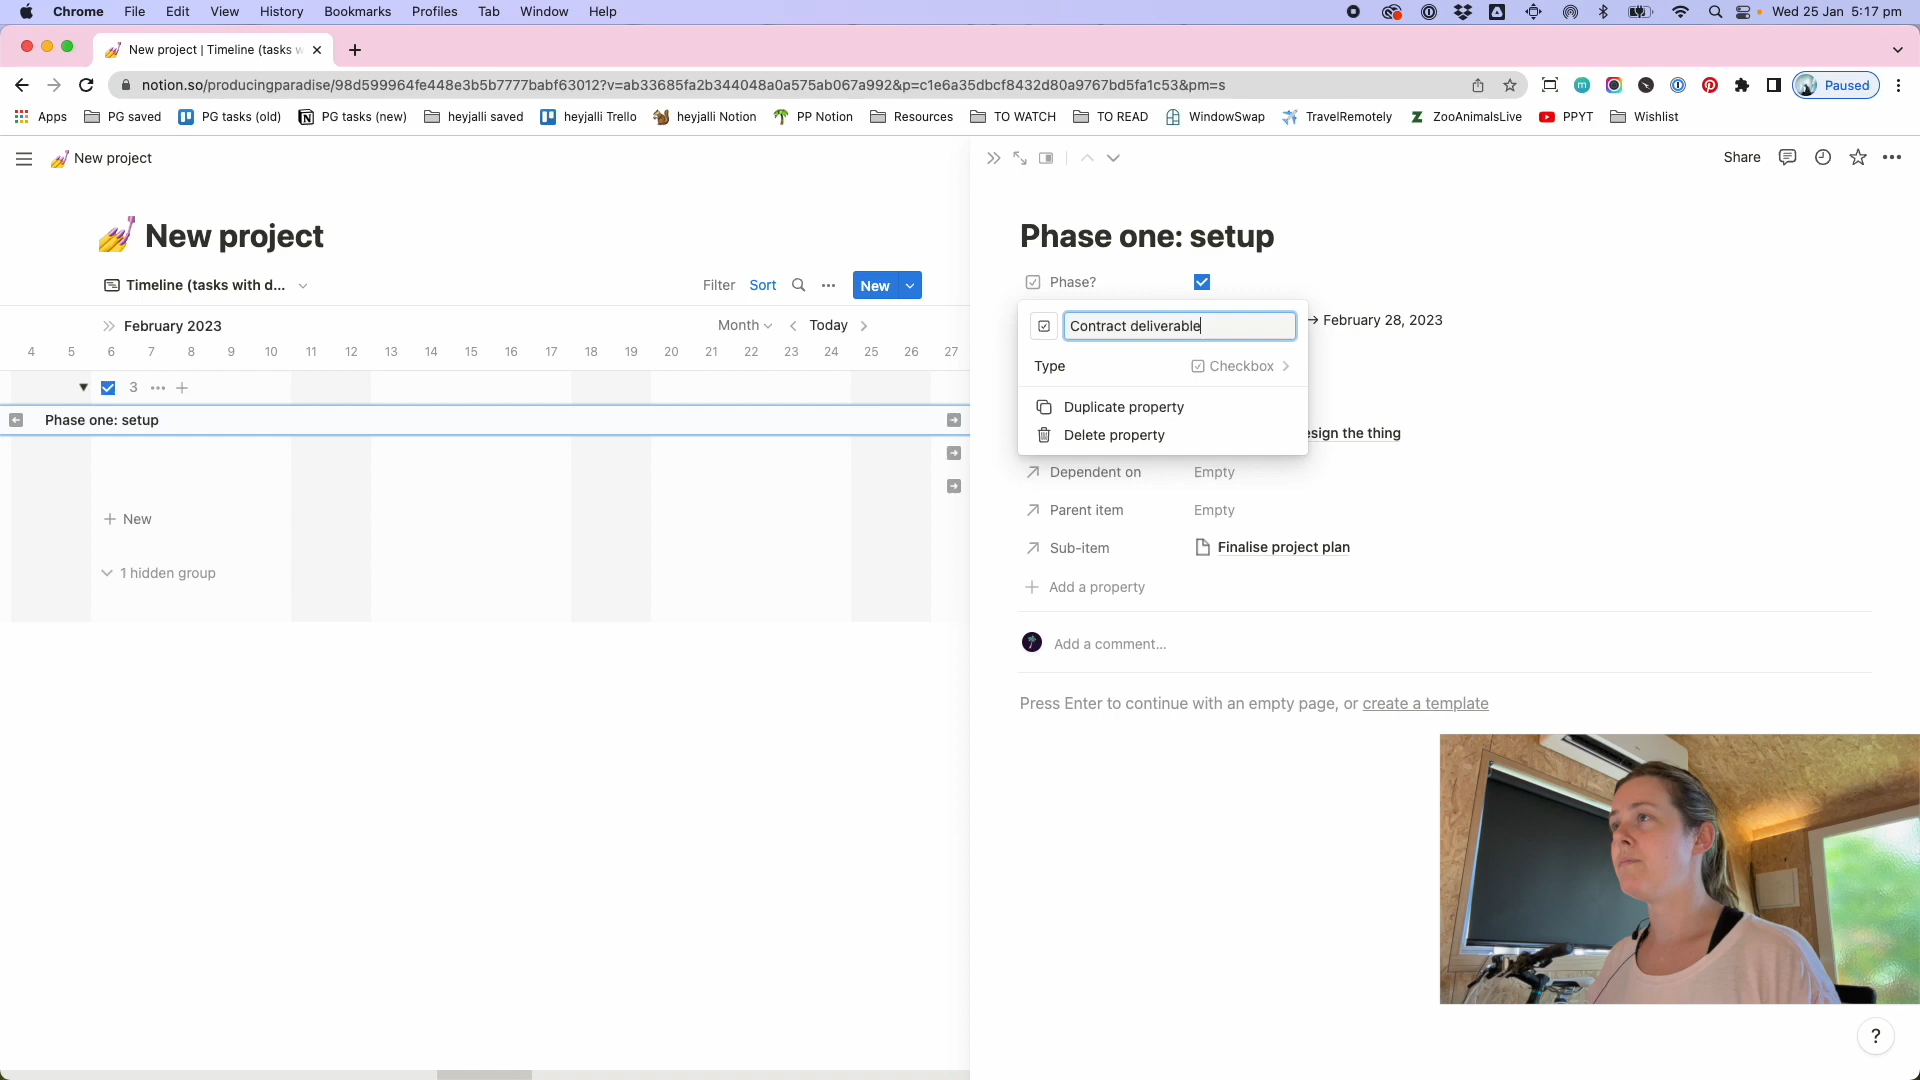 Chrome File Edit View History Bookmarks Profiles Tab Window Help Wed 25 Jan 5:17 pm
New project | Timeline (tasks w
notion.so/producingparadise/98d599964fe448e3b5b7777babf63012?v=ab33685fa2b344048a0a575ab067a992&p=c1e6a35dbcf8432d80a9767bd5fa1c53&pm=s Paused
Apps PG saved PG tasks (old) PG tasks (new) heyjalli saved heyjalli Trello heyjalli Notion PP Notion Resources TO WATCH TO READ WindowSwap TravelRemotely ZooAnimalsLive PPYT Wishlist
New project
Share
New project
Timeline (tasks with d... Filter Sort New
February 2023 Month Today
4 5 6 7 8 9 10 11 12 13 14 15 16 17 18 19 20 21 22 23 24 25 26 27
3
Phase one: setup
New
1 hidden group
Phase one: setup
Phase?
Contract deliverable
→ February 28, 2023
Type Checkbox
Duplicate property
Delete property
esign the thing
Dependent on Empty
Parent item Empty
Sub-item Finalise project plan
Add a property
Add a comment...
Press Enter to continue with an empty page, or create a template
?